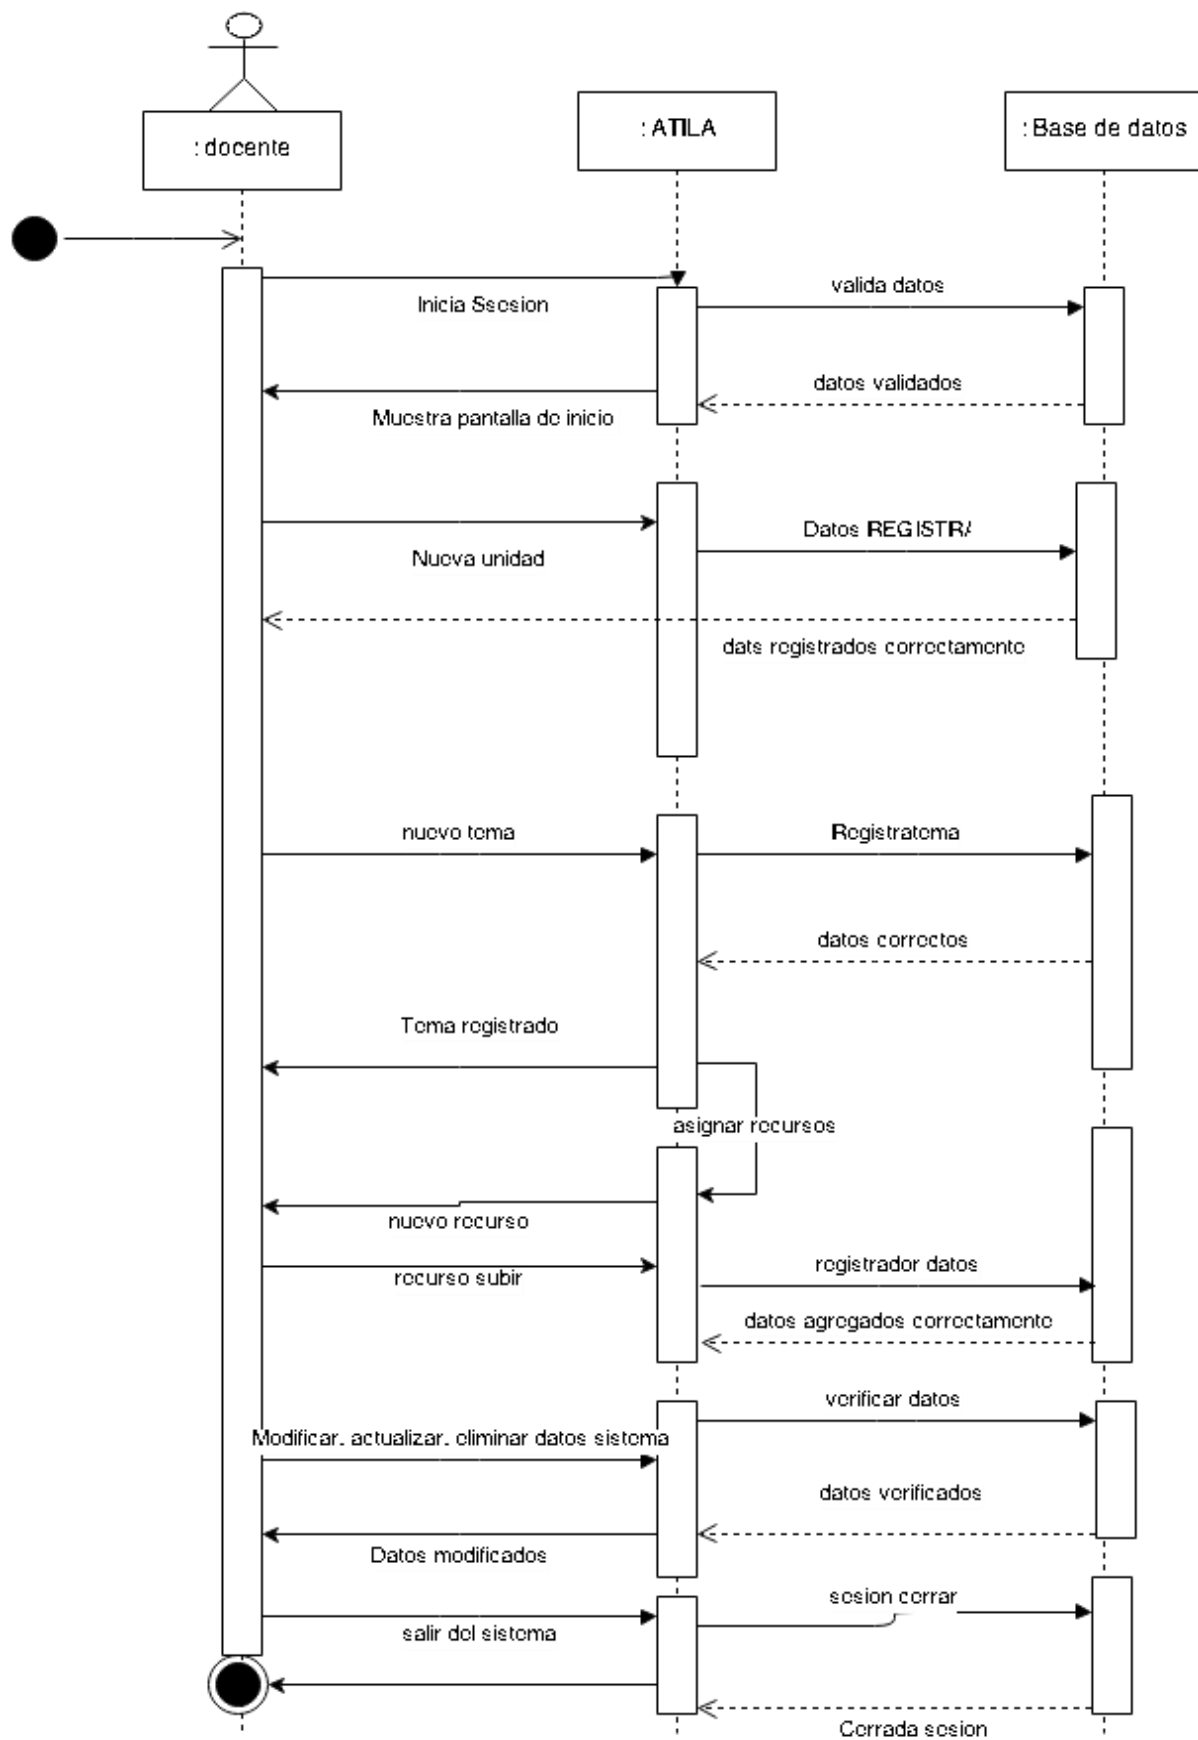 : docente
: ATILA
: Base de datos
Inicia Ssesion
valida datos
datos validados
Muestra pantalla de inicio
Nueva unidad
Datos REGISTRA
dats registrados correctamente
nuevo tema
Registratema
datos correctos
Tema registrado
asignar recursos
nuevo recurso
recurso subir
registrador datos
datos agregados correctamente
verificar datos
Modificar, actualizar, eliminar datos sistema
datos verificados
Datos modificados
sesion cerrar
salir del sistema
Cerrada sesion